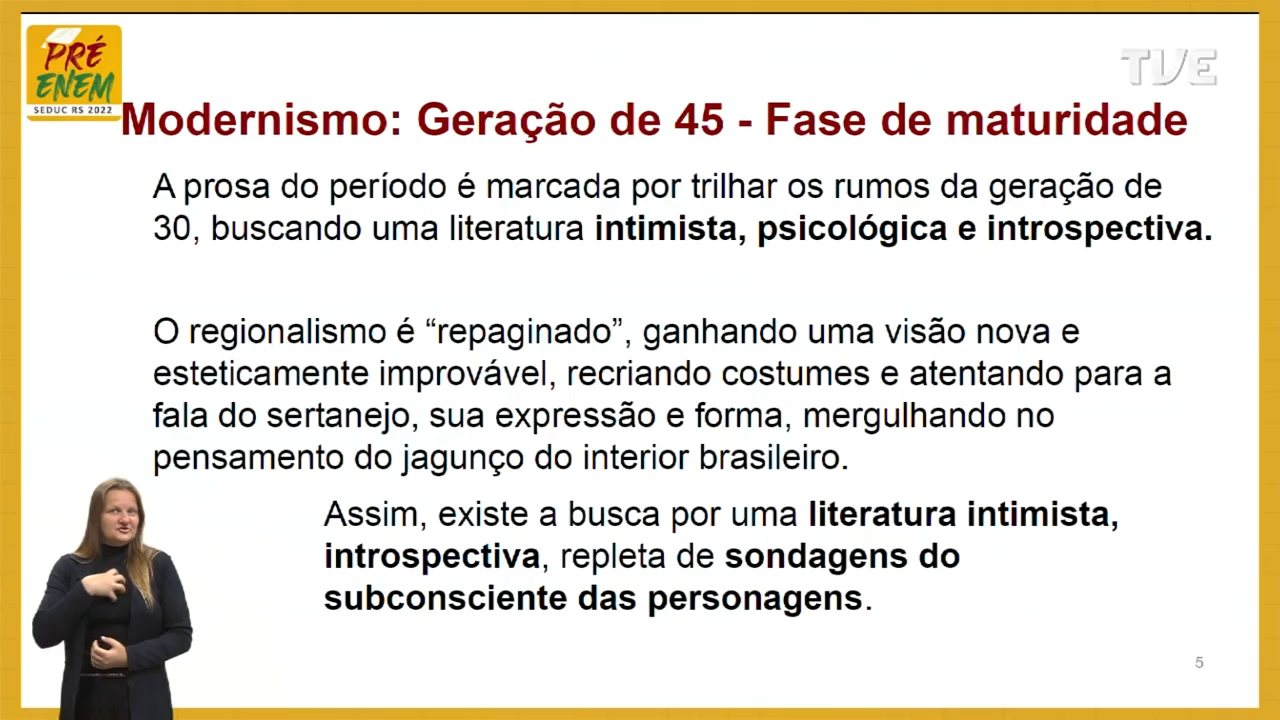 PRÉ
ENEM
SEDUC RS 2022
TVE
Modernismo: Geração de 45 - Fase de maturidade
A prosa do período é marcada por trilhar os rumos da geração de
30, buscando uma literatura intimista, psicológica e introspectiva.
O regionalismo é “repaginado”, ganhando uma visão nova e
esteticamente improvável, recriando costumes e atentando para a
fala do sertanejo, sua expressão e forma, mergulhando no
pensamento do jagunço do interior brasileiro.
Assim, existe a busca por uma literatura intimista,
introspectiva, repleta de sondagens do
subconsciente das personagens.
5